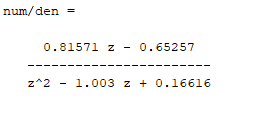 num/den =
0.81571 z - 0.65257
-----------------------
z^2 - 1.003 z + 0.16616